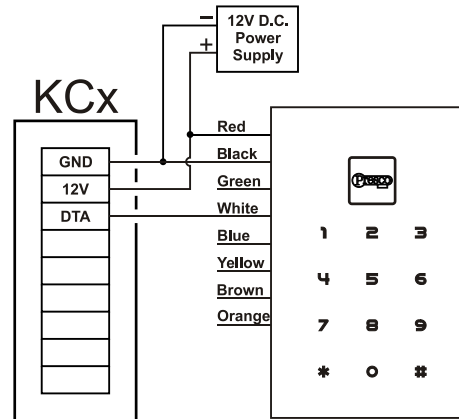 − 12V D.C.
Power
+ Supply
KCx
GND
12V
DTA
Red
Black
Green
White
Blue
Yellow
Brown
Orange
Presco
1 2 3
4 5 6
7 8 9
* 0 #